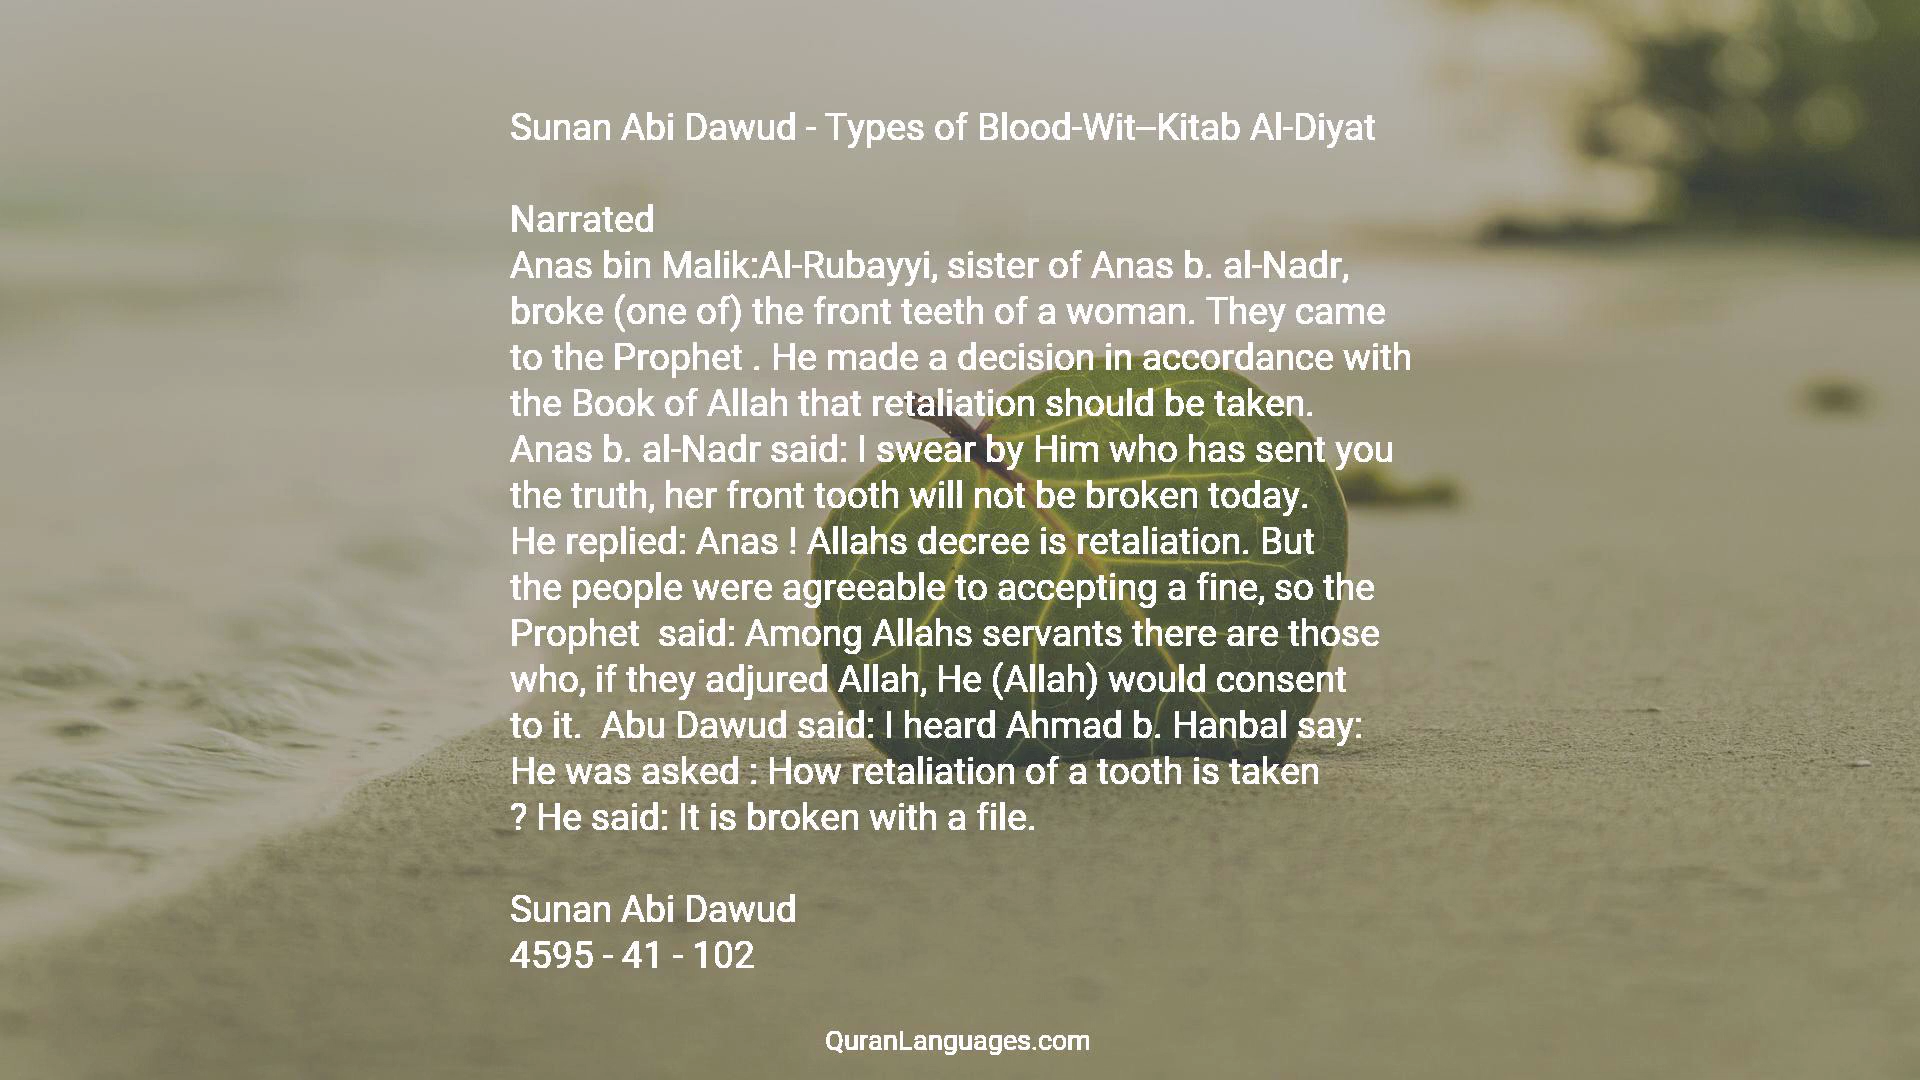 Sunan Abi Dawud - Types of Blood-Wit--Kitab Al-Diyat
Narrated
Anas bin Malik:Al-Rubayyi, sister of Anas b. al-Nadr,
broke (one of) the front teeth of a woman. They came
to the Prophet . He made a decision in accordance with
the Book of Allah that retaliation should be taken.
Anas b. al-Nadr said: I swear by Him who has sent you
the truth, her front tooth will not be broken today.
He replied: Anas ! Allahs decree is retaliation. But
the people were agreeable to accepting a fine, so the
Prophet  said: Among Allahs servants there are those
who, if they adjured Allah, He (Allah) would consent
to it.  Abu Dawud said: I heard Ahmad b. Hanbal say:
He was asked : How retaliation of a tooth is taken
? He said: It is broken with a file.
Sunan Abi Dawud
4595 - 41 - 102
QuranLanguages.com